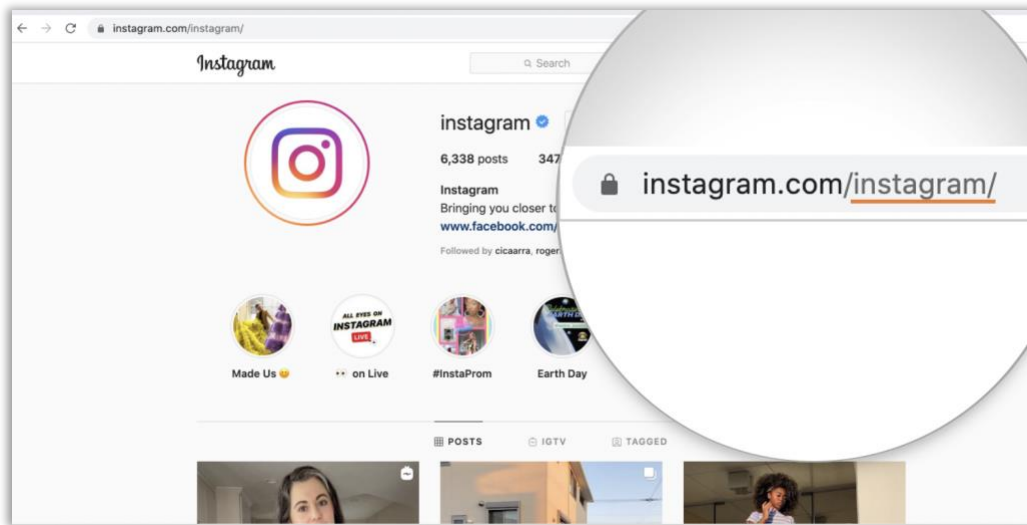 instagram.com/instagram/
Instagram
Search
instagram
6,338 posts 347
Instagram
Bringing you closer to
www.facebook.com/
Followed by cicaarra, roger
instagram.com/instagram/
ALL EYES ON
INSTAGRAM
LIVE
Made Us 😊
👀 on Live
#InstaProm
Earth Day
POSTS
IGTV
TAGGED